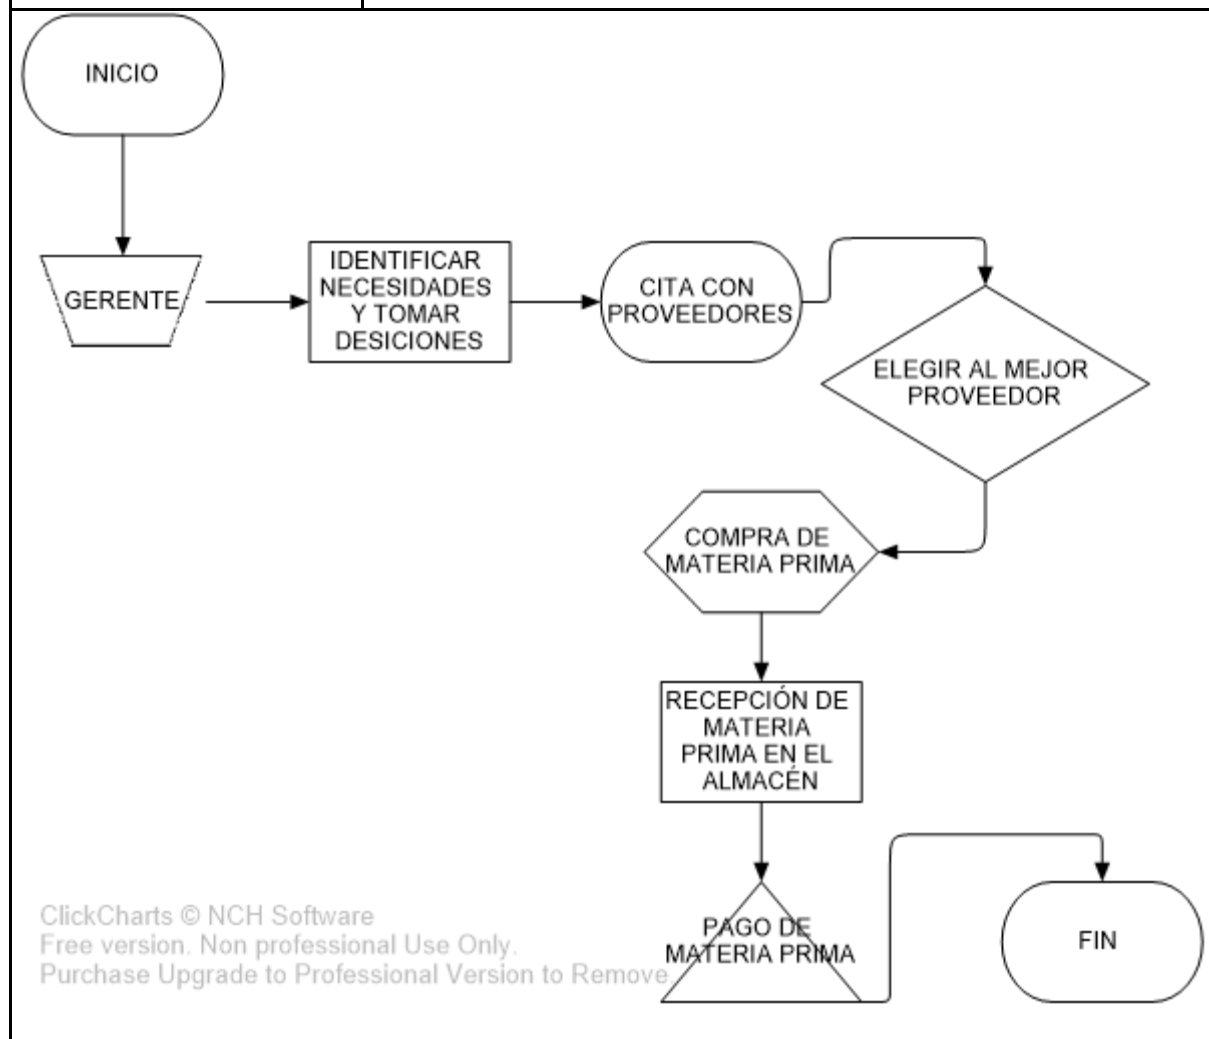 INICIO
GERENTE
IDENTIFICAR
NECESIDADES
Y TOMAR
DESICIONES
CITA CON
PROVEEDORES
ELEGIR AL MEJOR
PROVEEDOR
COMPRA DE
MATERIA PRIMA
RECEPCIÓN DE
MATERIA
PRIMA EN EL
ALMACÉN
PAGO DE
MATERIA PRIMA
FIN
ClickCharts © NCH Software
Free version. Non professional Use Only.
Purchase Upgrade to Professional Version to Remove.